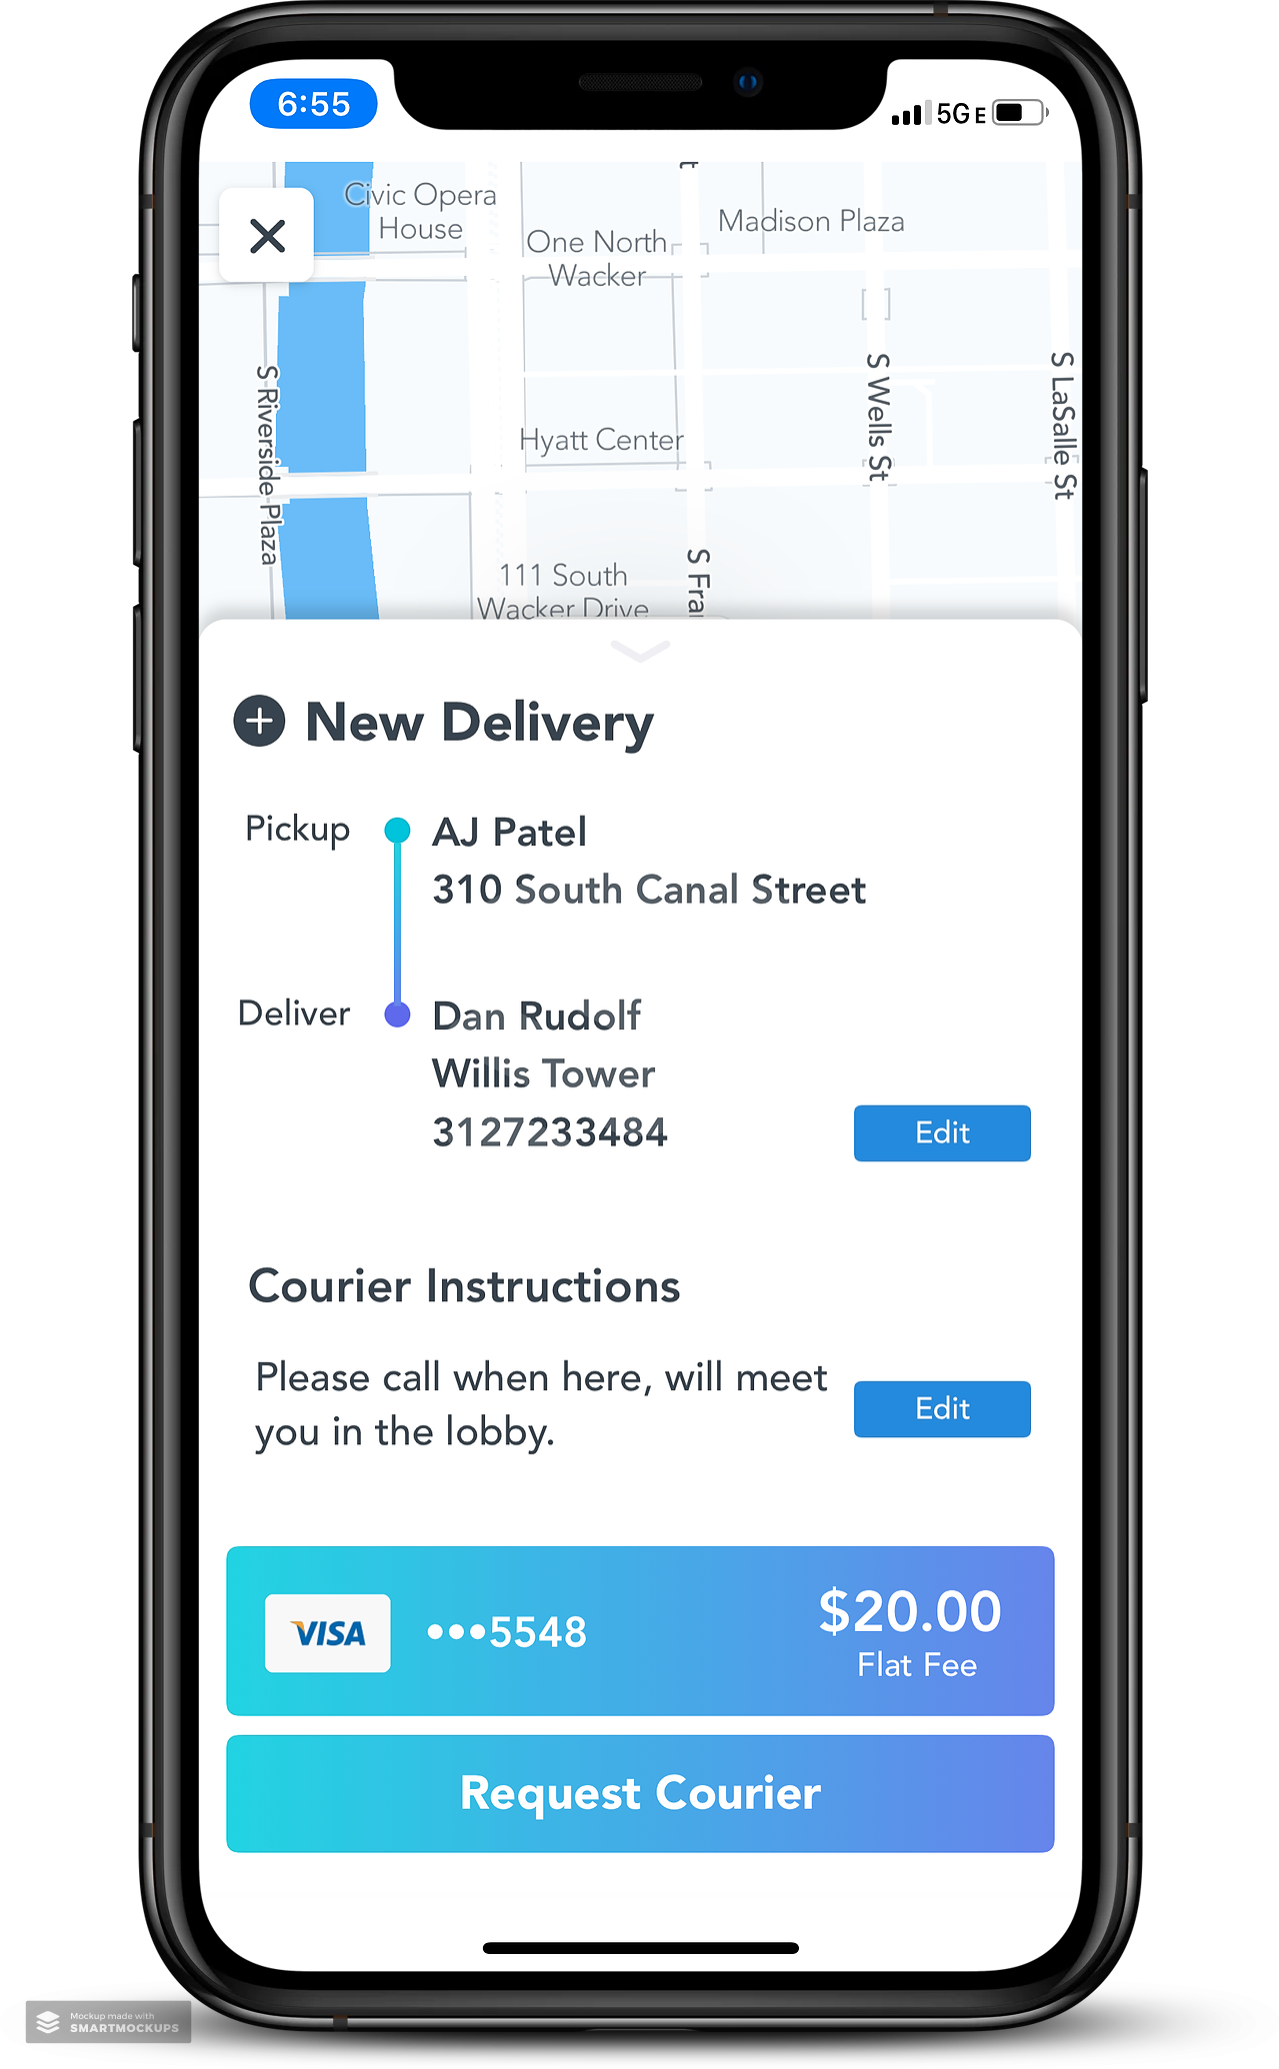 6:55
5G E
Civic Opera
House
One North
Wacker
Madison Plaza
S Riverside Plaza
S Wells St
S LaSalle St
Hyatt Center
111 South
Wacker Drive
New Delivery
Pickup
AJ Patel
310 South Canal Street
Deliver
Dan Rudolf
Willis Tower
3127233484
Edit
Courier Instructions
Please call when here, will meet
you in the lobby.
Edit
VISA
•••5548
$20.00
Flat Fee
Request Courier
Mockup made with
SMARTMOCKUPS